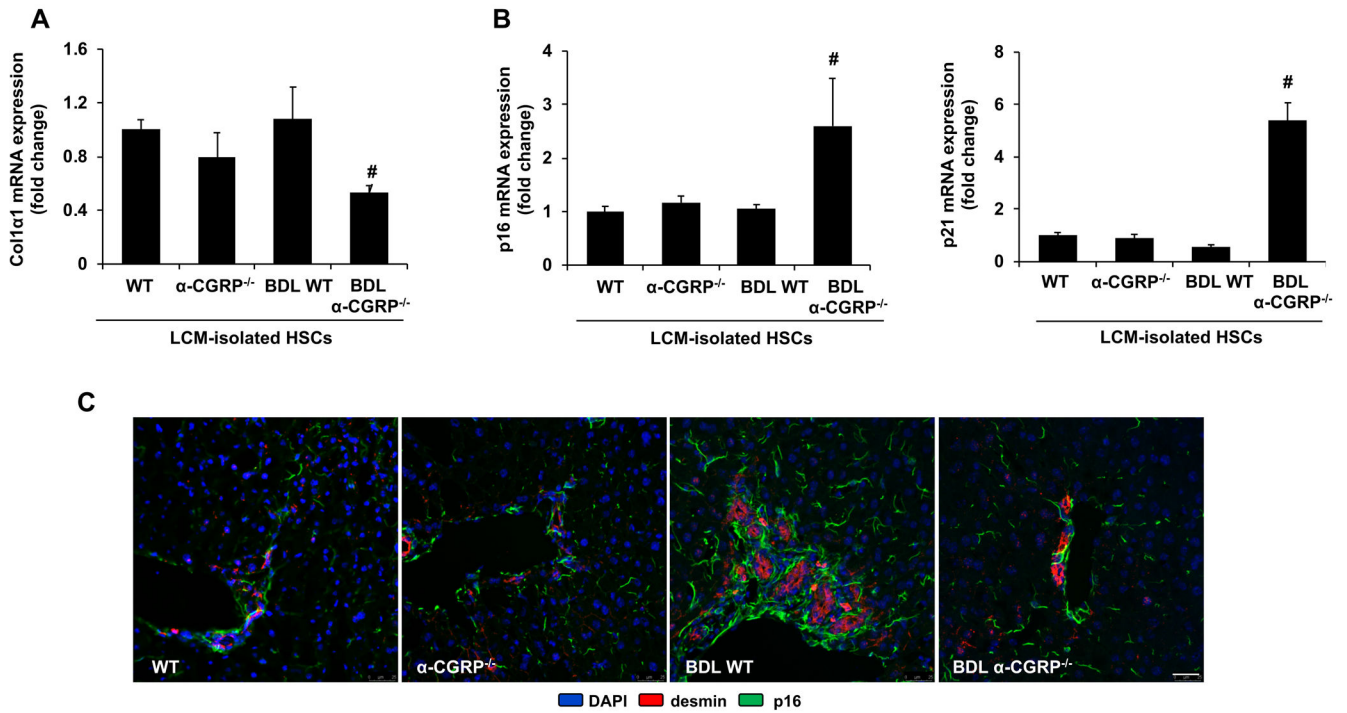 A
Col1α1 mRNA expression
(fold change)
1.6
1.2
0.8
0.4
0
#
WT
α-CGRP-/-
BDL WT
BDL
α-CGRP-/-
LCM-isolated HSCs
B
p16 mRNA expression
(fold change)
4
3
2
1
0
#
WT
α-CGRP-/-
BDL WT
BDL
α-CGRP-/-
LCM-isolated HSCs
p21 mRNA expression
(fold change)
8
6
4
2
0
#
WT
α-CGRP-/-
BDL WT
BDL
α-CGRP-/-
LCM-isolated HSCs
C
WT
α-CGRP-/-
BDL WT
BDL α-CGRP-/-
DAPI
desmin
p16